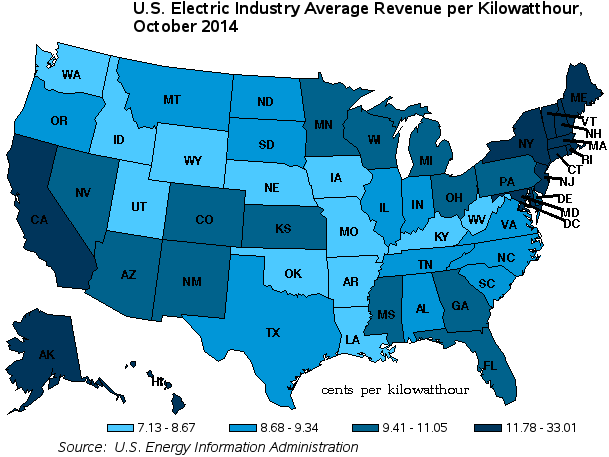 U.S. Electric Industry Average Revenue per Kilowatthour,
October 2014
WA
MT
ND
MN
ME
OR
ID
SD
WI
NY
VT
NH
MA
RI
CT
WY
MI
NJ
NV
UT
NE
IA
IL
IN
OH
PA
DE
MD
DC
CA
CO
KS
MO
KY
WV
VA
AZ
NM
OK
AR
TN
NC
SC
TX
LA
MS
AL
GA
FL
AK
HI
cents per kilowatthour
7.13 - 8.67 8.68 - 9.34 9.41 - 11.05 11.78 - 33.01
Source: U.S. Energy Information Administration